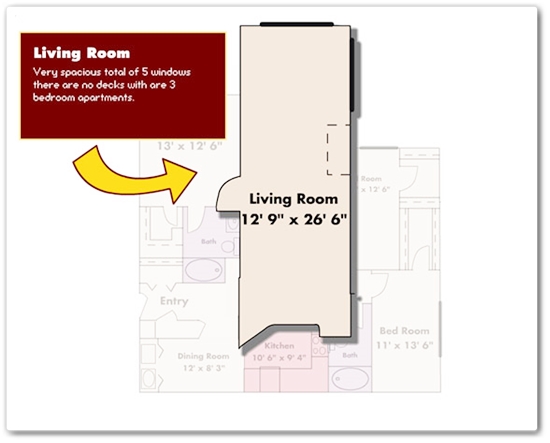 Living Room
Very spacious total of 5 windows
there are no decks with are 3
bedroom apartments.
13' x 12' 6"
Room
x 12' 6"
Living Room
12' 9" x 26' 6"
Bath
Entry
Bed Room
11' x 13' 6"
Kitchen
10' 6" x 9' 4"
Dining Room
12' x 8' 3"
Bath